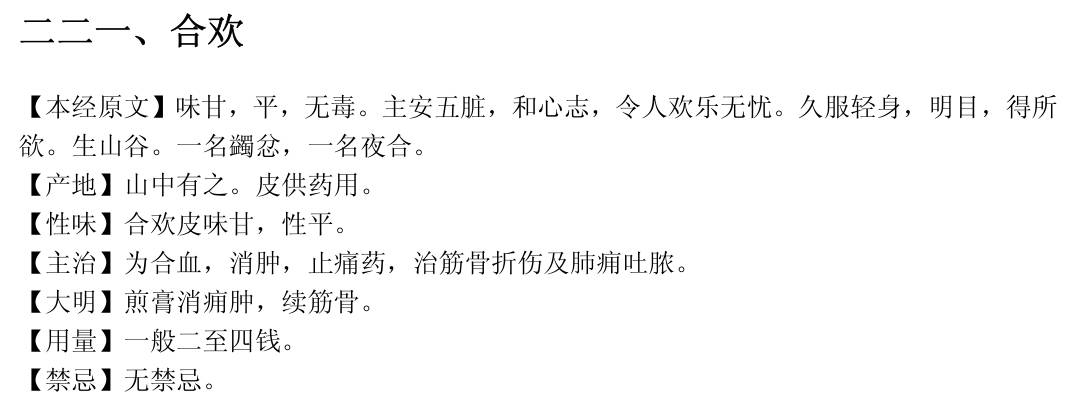 二二一、合欢
【本经原文】味甘，平，无毒。主安五脏，和心志，令人欢乐无忧。久服轻身，明目，得所
欲。生山谷。一名蠲忿，一名夜合。
【产地】山中有之。皮供药用。
【性味】合欢皮味甘，性平。
【主治】为合血，消肿，止痛药，治筋骨折伤及肺痈吐脓。
【大明】煎膏消痈肿，续筋骨。
【用量】一般二至四钱。
【禁忌】无禁忌。